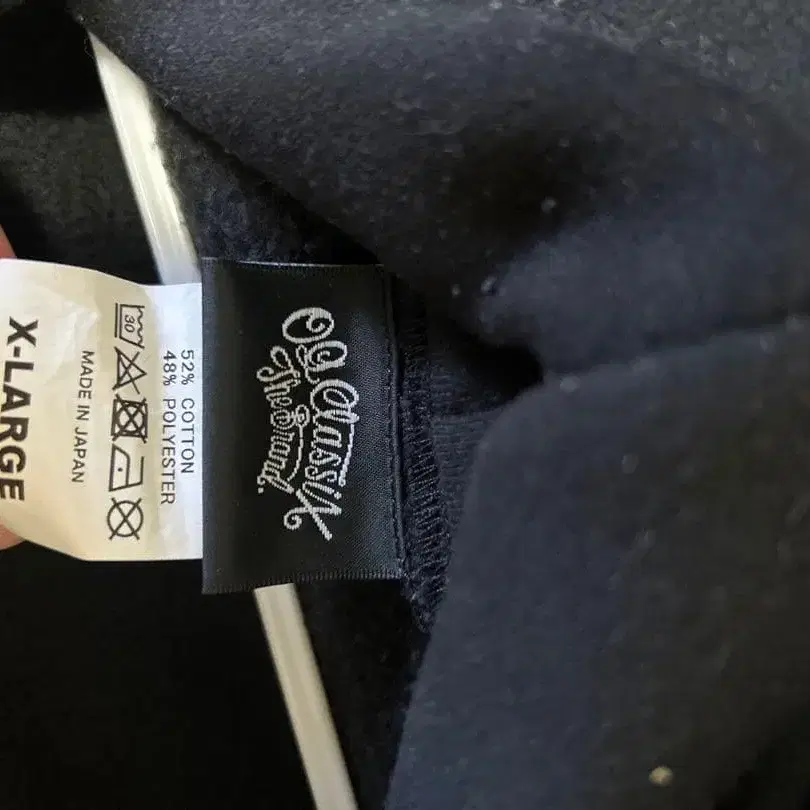 OG Classix
The Brand.
52% COTTON
48% POLYESTER
30
MADE IN JAPAN
X-LARGE